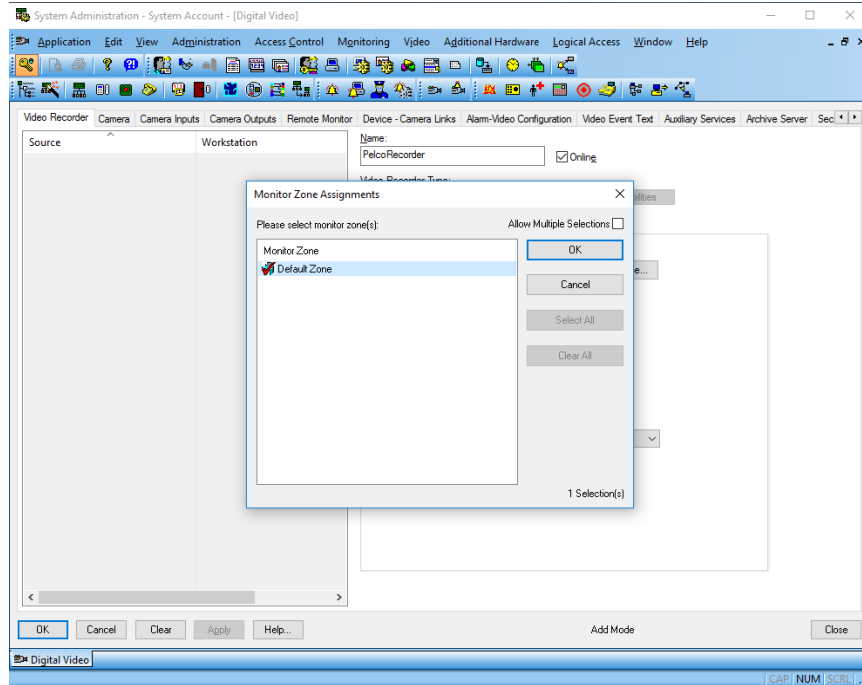 System Administration - System Account - [Digital Video]
Application Edit View Administration Access Control Monitoring Video Additional Hardware Logical Access Window Help
Video Recorder Camera Camera Inputs Camera Outputs Remote Monitor Device - Camera Links Alarm-Video Configuration Video Event Text Auxiliary Services Archive Server Sec
Source Workstation
Name:
PelcoRecorder Online
Video Recorder Type:
Monitor Zone Assignments
Please select monitor zone(s): Allow Multiple Selections
Monitor Zone
Default Zone
OK
Cancel
Select All
Clear All
1 Selection(s)
OK Cancel Clear Apply Help... Add Mode Close
Digital Video
CAP NUM SCRL